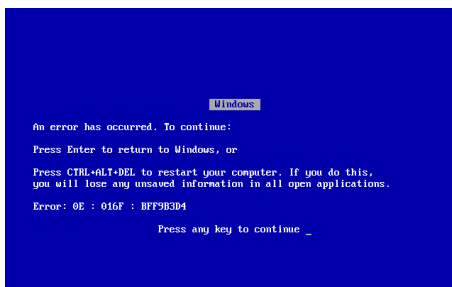 Windows
An error has occurred. To continue:
Press Enter to return to Windows, or
Press CTRL+ALT+DEL to restart your computer. If you do this,
you will lose any unsaved information in all open applications.
Error: 0E : 016F : BFF9B3D4
Press any key to continue _